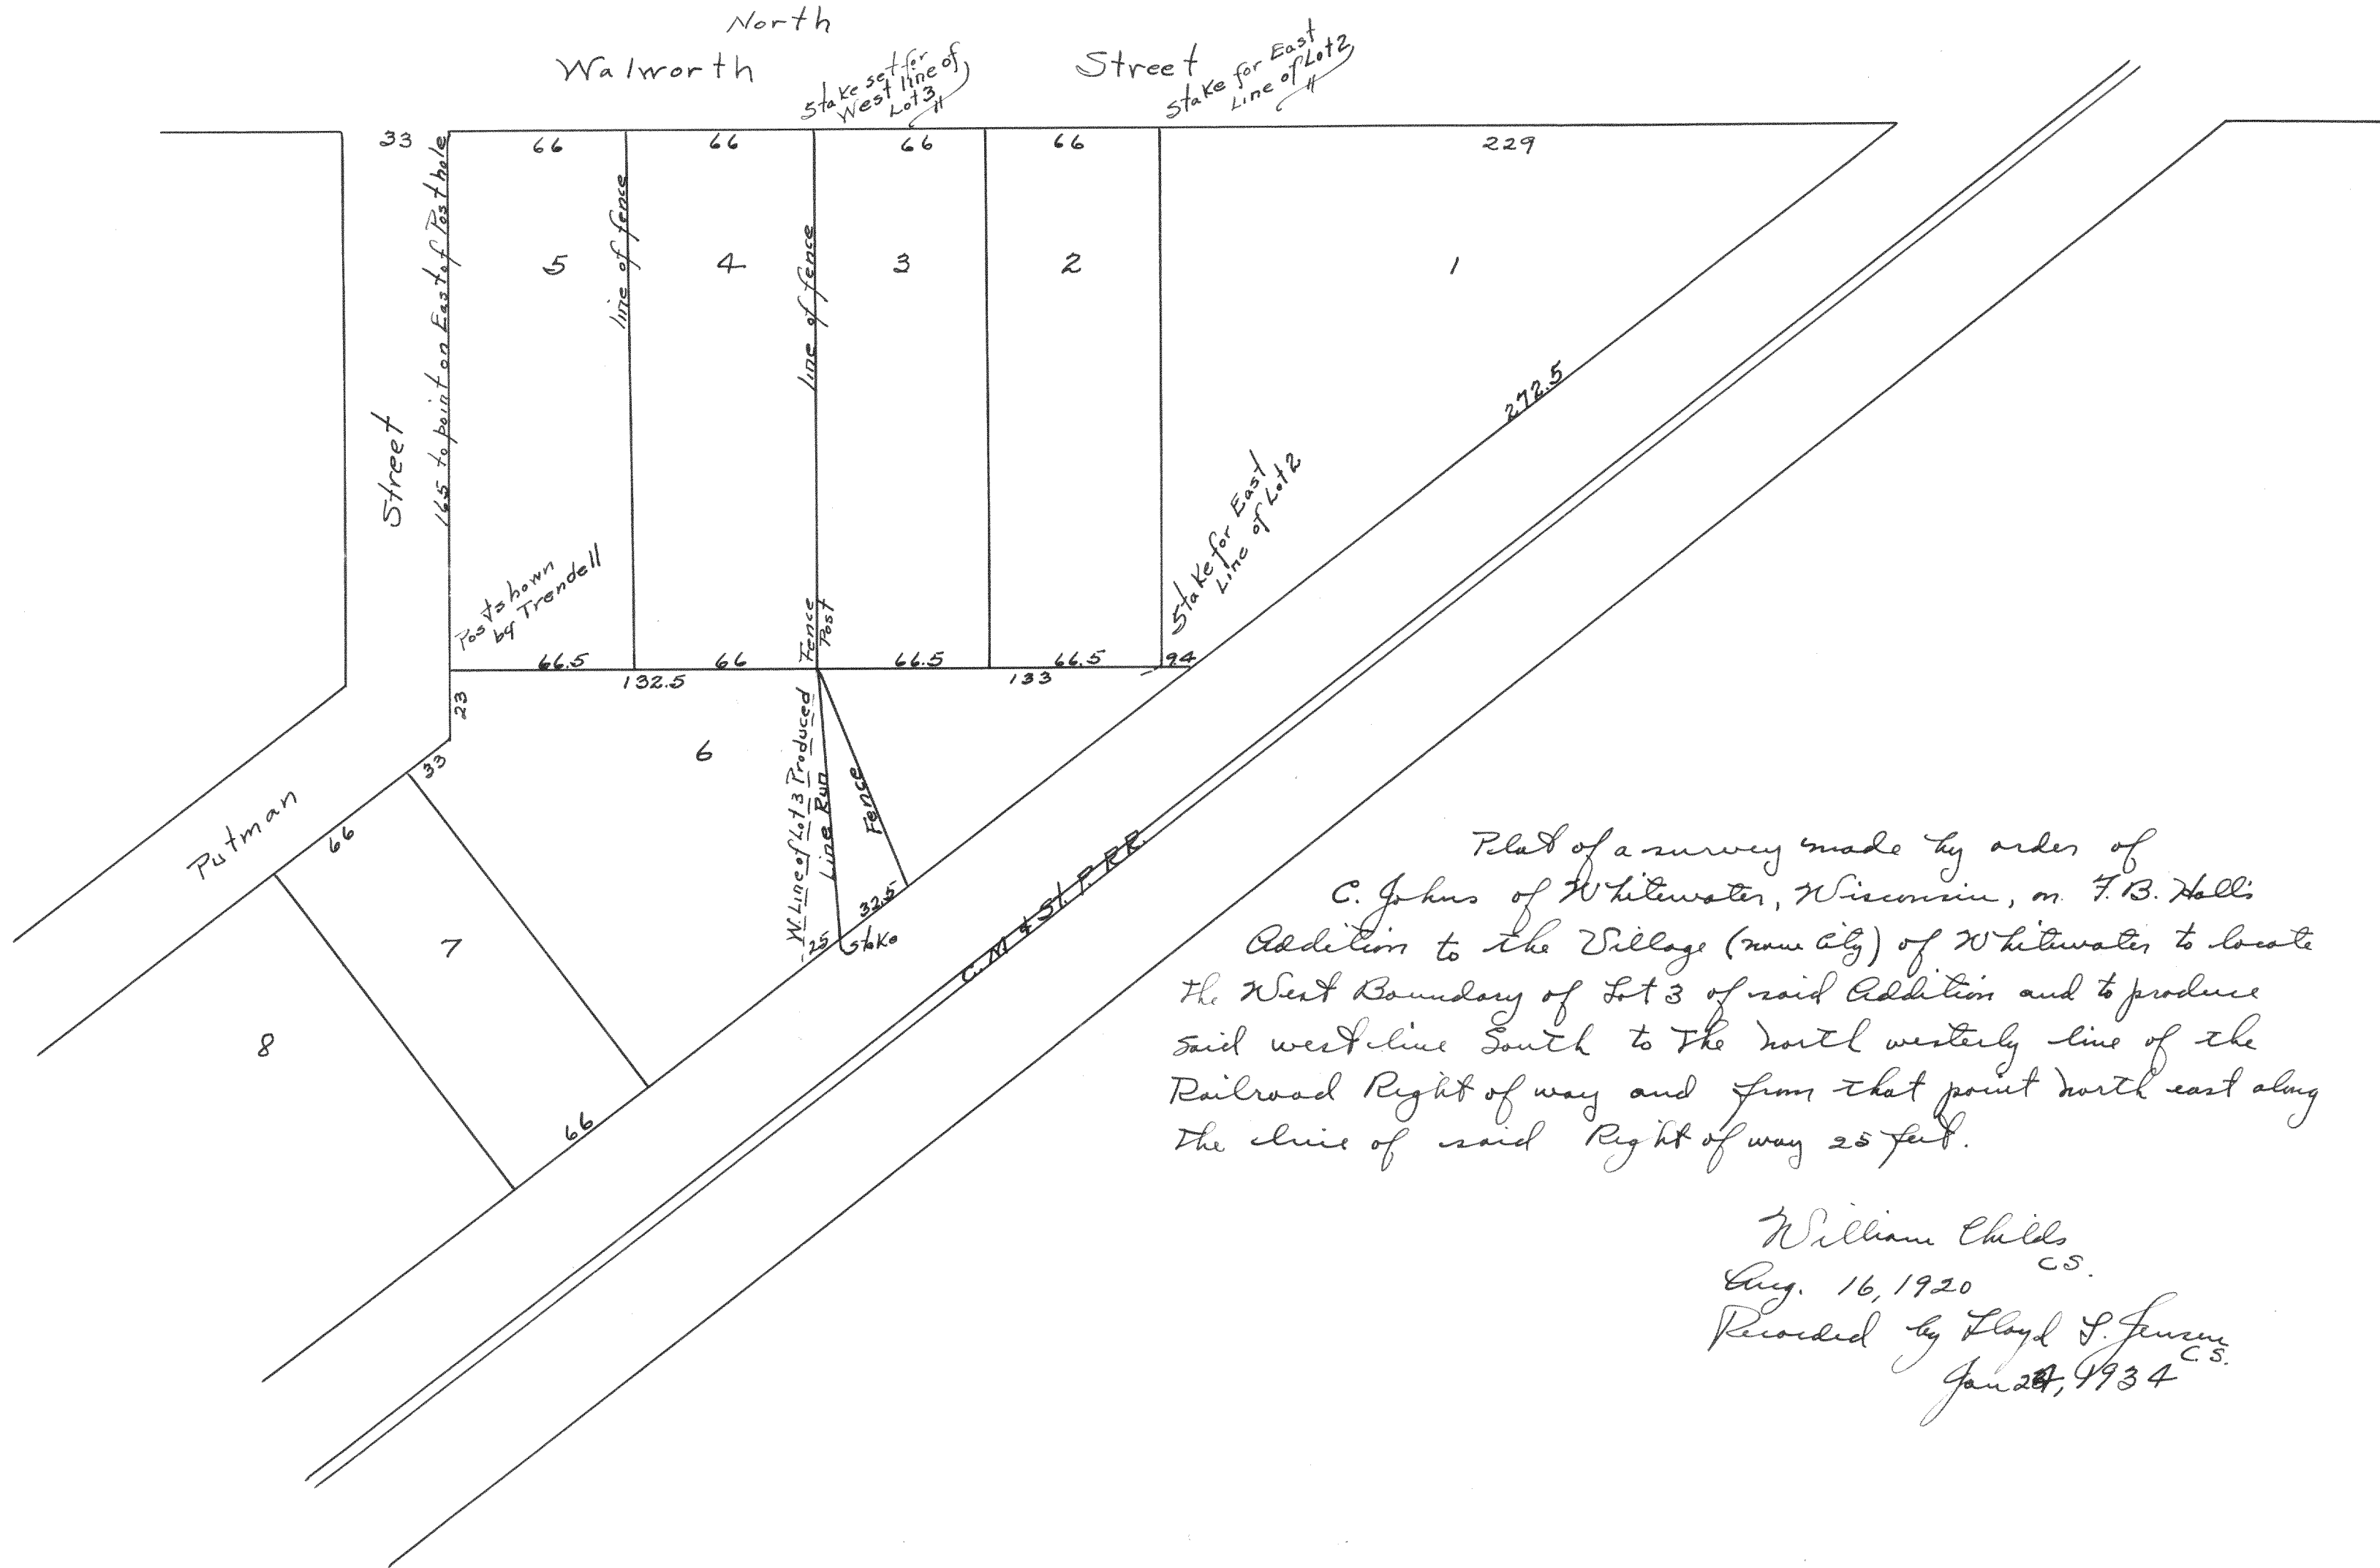 North
Walworth Street
Stake set for
West line of
Lot 3
Stake for East
Line of Lot 2
33
66
66
66
66
229
165 to point on East of Post hole
line of fence
line of fence
5
4
3
2
1
Street
272.5
Stake for East
Line of Lot 2
Post shown
by Trendell
Fence
Post
66.5
66
66.5
66.5
94
132.5
133
23
33
6
W. Line of Lot 3 Produced
Line Run
Fence
32.5
25
Stake
Putman
66
7
8
66
C. M & St. P. RR.
Plat of a survey made by order of
C. Johns of Whitewater, Wisconsin, on F. B. Hall's
Addition to the Village (now City) of Whitewater to locate
the West Boundary of Lot 3 of said Addition and to produce
said west line South to the north westerly line of the
Railroad Right of way and from that point north east along
the line of said Right of way 25 feet.
William Childs
C S.
Aug. 16, 1920
Recorded by Lloyd L. Jensen
C S.
Jan , 1934